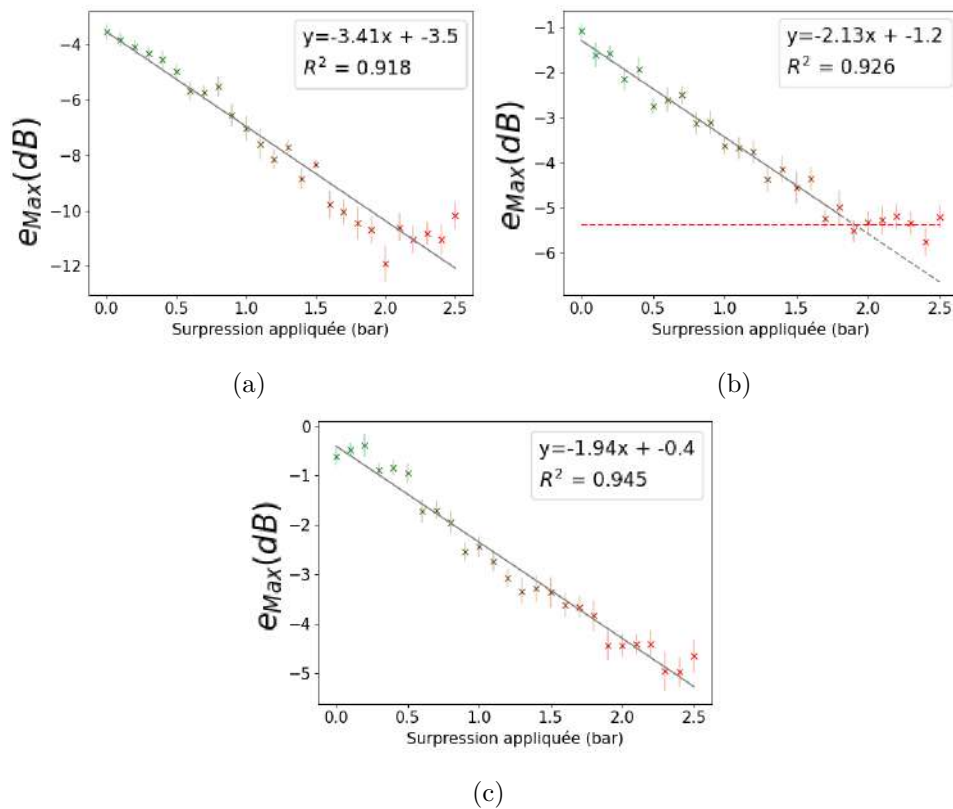 y=-3.41x + -3.5
R² = 0.918
e_Max(dB)
−4
−6
−8
−10
−12
0.0 0.5 1.0 1.5 2.0 2.5
Surpression appliquée (bar)
(a)
y=-2.13x + -1.2
R² = 0.926
e_Max(dB)
−1
−2
−3
−4
−5
−6
0.0 0.5 1.0 1.5 2.0 2.5
Surpression appliquée (bar)
(b)
y=-1.94x + -0.4
R² = 0.945
e_Max(dB)
0
−1
−2
−3
−4
−5
0.0 0.5 1.0 1.5 2.0 2.5
Surpression appliquée (bar)
(c)